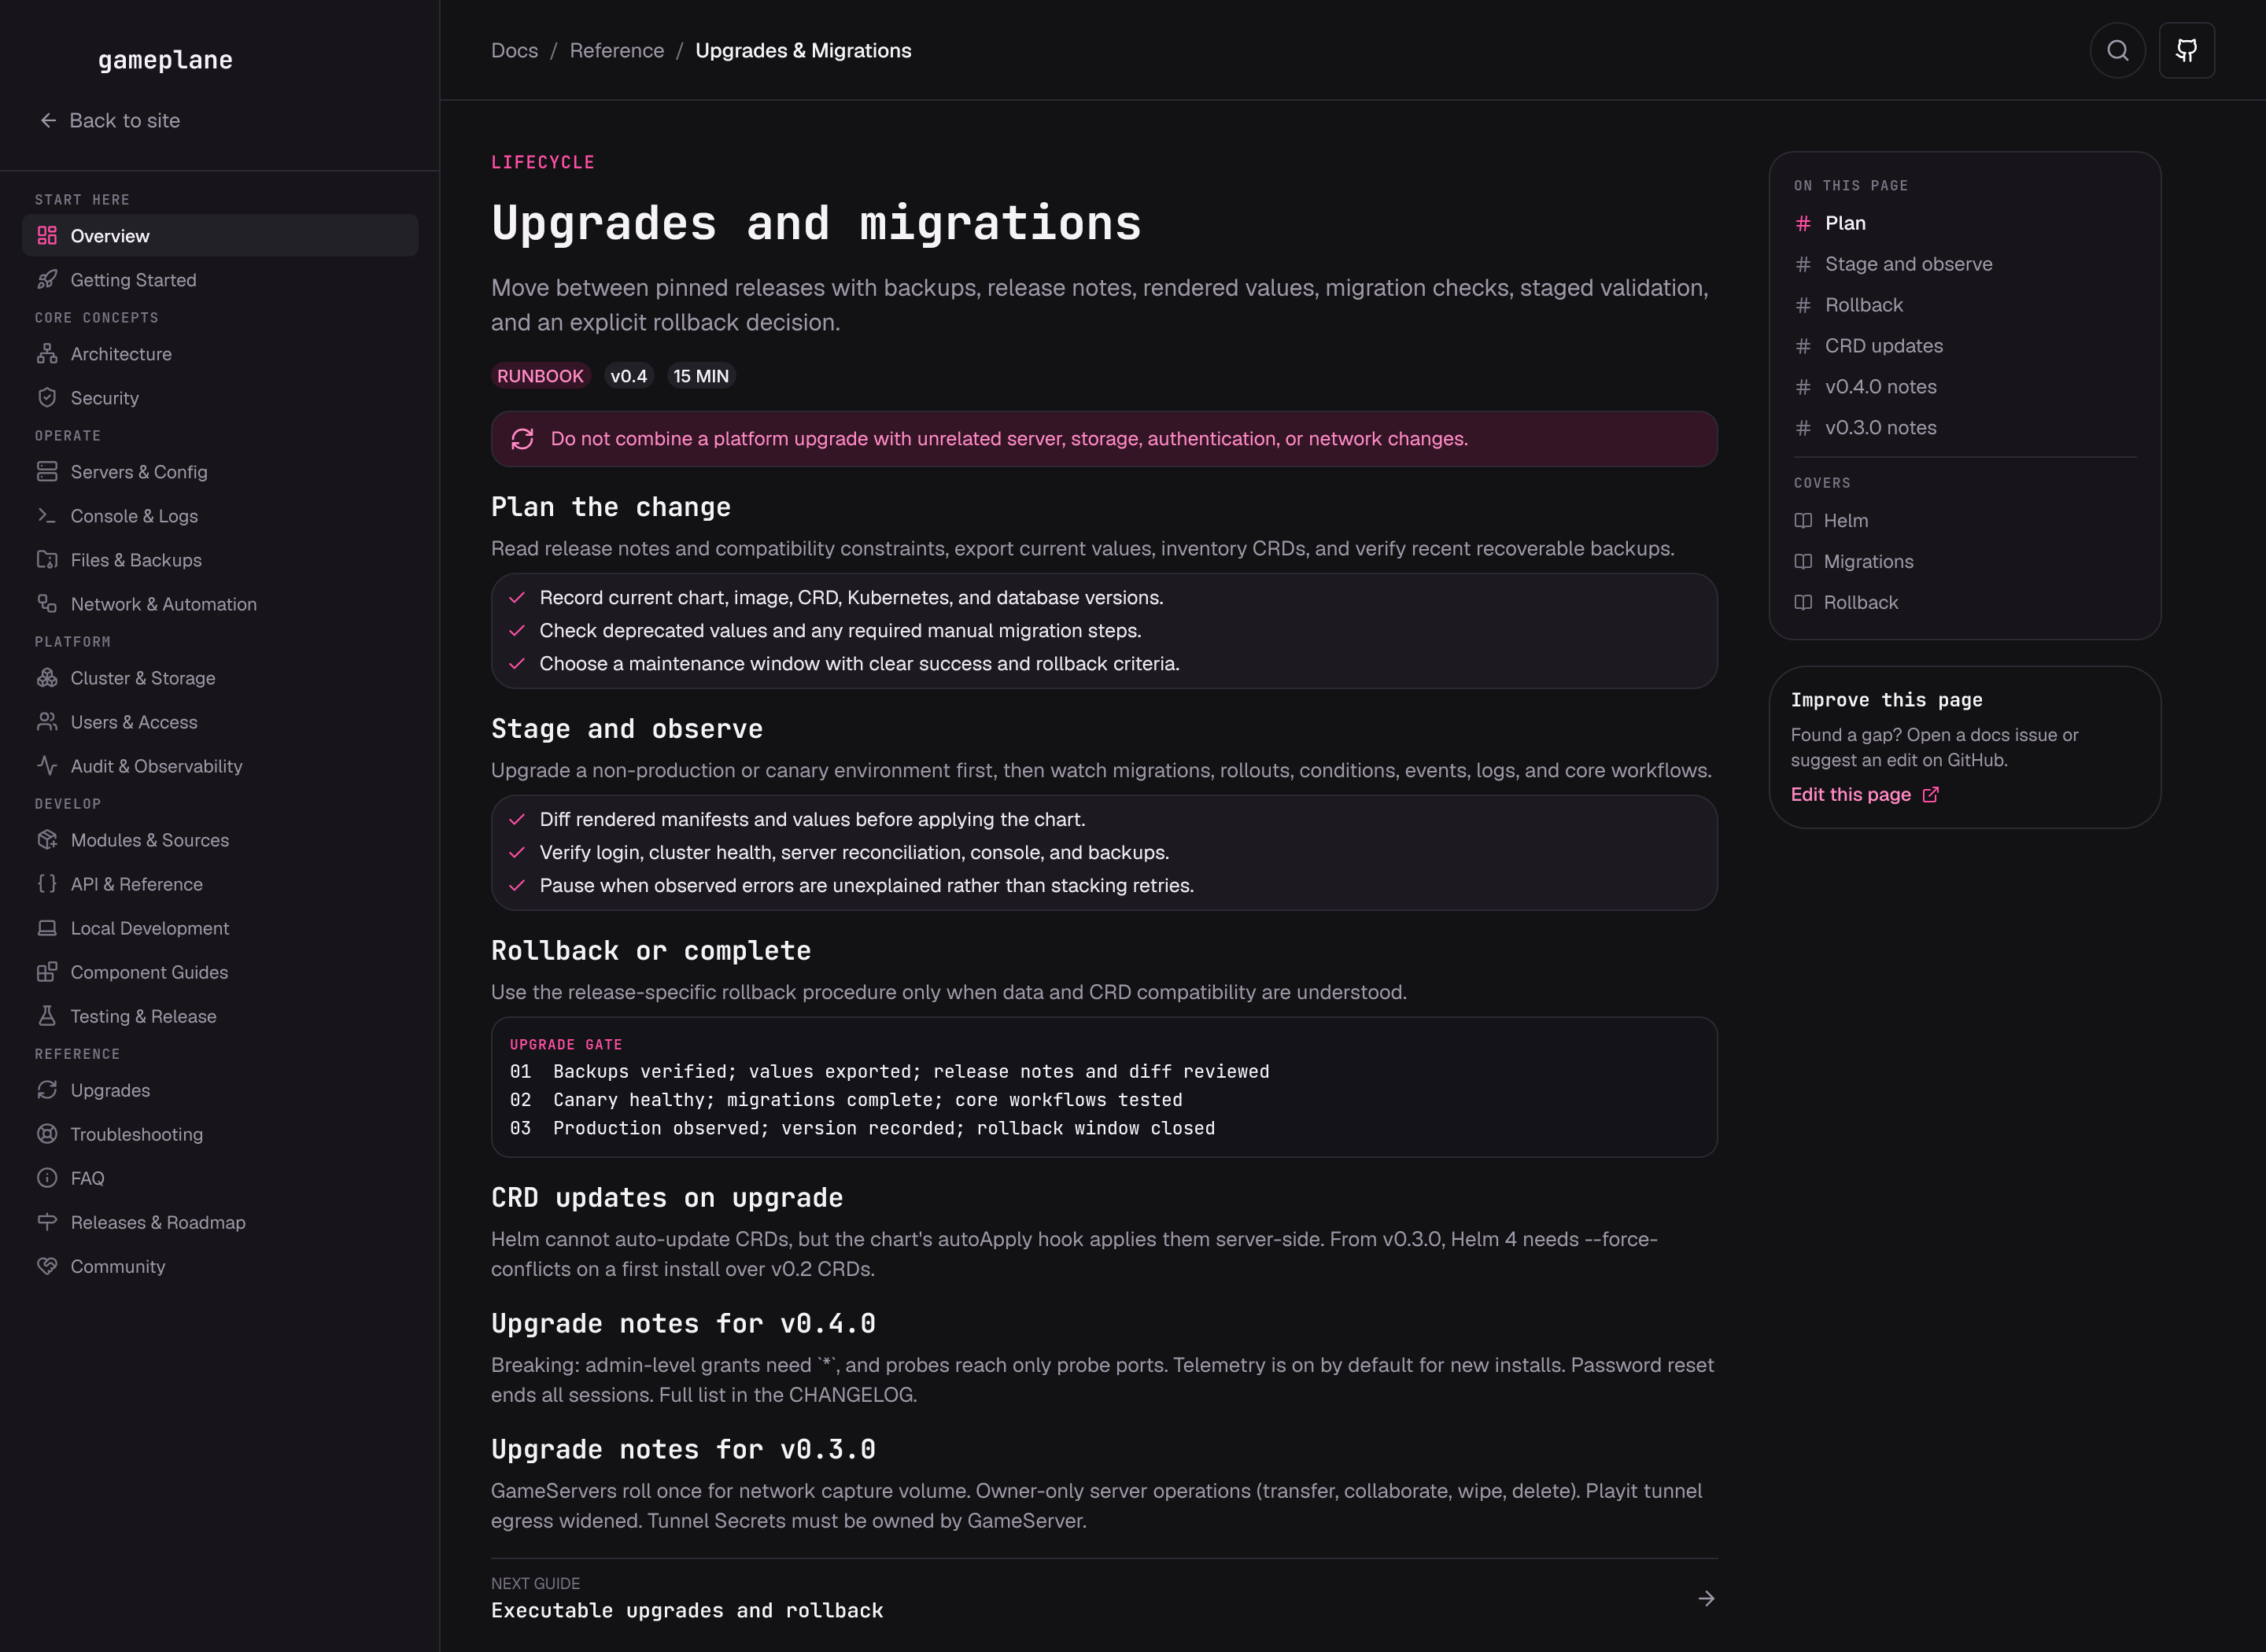 gameplane
Back to site
START HERE
Overview
Getting Started
CORE CONCEPTS
Architecture
Security
OPERATE
Servers & Config
Console & Logs
Files & Backups
Network & Automation
PLATFORM
Cluster & Storage
Users & Access
Audit & Observability
DEVELOP
Modules & Sources
API & Reference
Local Development
Component Guides
Testing & Release
REFERENCE
Upgrades
Troubleshooting
FAQ
Releases & Roadmap
Community
Docs / Reference / Upgrades & Migrations
LIFECYCLE
Upgrades and migrations
Move between pinned releases with backups, release notes, rendered values, migration checks, staged validation,
and an explicit rollback decision.
RUNBOOK v0.4 15 MIN
Do not combine a platform upgrade with unrelated server, storage, authentication, or network changes.
Plan the change
Read release notes and compatibility constraints, export current values, inventory CRDs, and verify recent recoverable backups.
Record current chart, image, CRD, Kubernetes, and database versions.
Check deprecated values and any required manual migration steps.
Choose a maintenance window with clear success and rollback criteria.
Stage and observe
Upgrade a non-production or canary environment first, then watch migrations, rollouts, conditions, events, logs, and core workflows.
Diff rendered manifests and values before applying the chart.
Verify login, cluster health, server reconciliation, console, and backups.
Pause when observed errors are unexplained rather than stacking retries.
Rollback or complete
Use the release-specific rollback procedure only when data and CRD compatibility are understood.
UPGRADE GATE
01 Backups verified; values exported; release notes and diff reviewed
02 Canary healthy; migrations complete; core workflows tested
03 Production observed; version recorded; rollback window closed
CRD updates on upgrade
Helm cannot auto-update CRDs, but the chart's autoApply hook applies them server-side. From v0.3.0, Helm 4 needs --force-
conflicts on a first install over v0.2 CRDs.
Upgrade notes for v0.4.0
Breaking: admin-level grants need `*`, and probes reach only probe ports. Telemetry is on by default for new installs. Password reset
ends all sessions. Full list in the CHANGELOG.
Upgrade notes for v0.3.0
GameServers roll once for network capture volume. Owner-only server operations (transfer, collaborate, wipe, delete). Playit tunnel
egress widened. Tunnel Secrets must be owned by GameServer.
NEXT GUIDE
Executable upgrades and rollback
ON THIS PAGE
# Plan
# Stage and observe
# Rollback
# CRD updates
# v0.4.0 notes
# v0.3.0 notes
COVERS
Helm
Migrations
Rollback
Improve this page
Found a gap? Open a docs issue or
suggest an edit on GitHub.
Edit this page